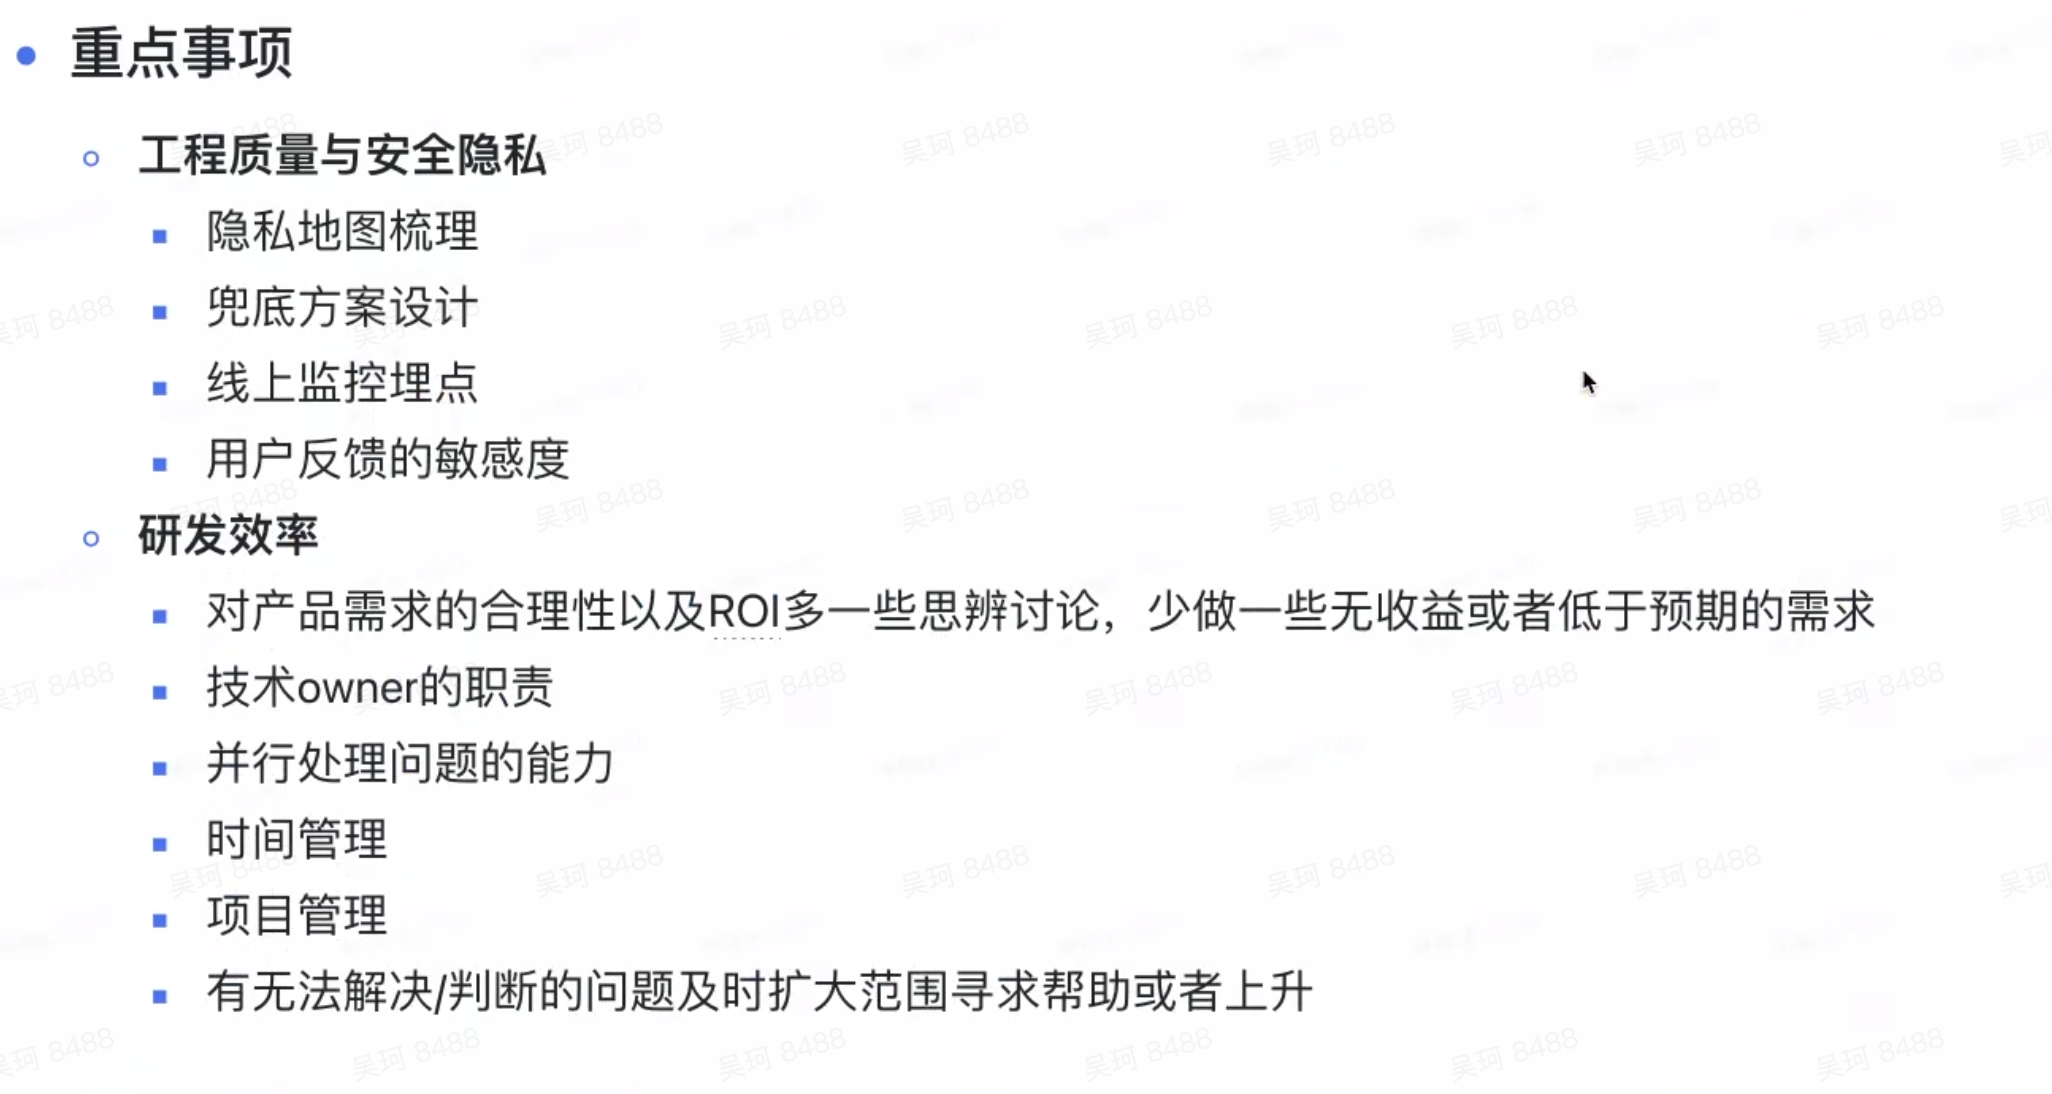 重点事项
工程质量与安全隐私
隐私地图梳理
兜底方案设计
线上监控埋点
用户反馈的敏感度
研发效率
对产品需求的合理性以及ROI多一些思辨讨论，少做一些无收益或者低于预期的需求
技术owner的职责
并行处理问题的能力
时间管理
项目管理
有无法解决/判断的问题及时扩大范围寻求帮助或者上升
吴珂 8488